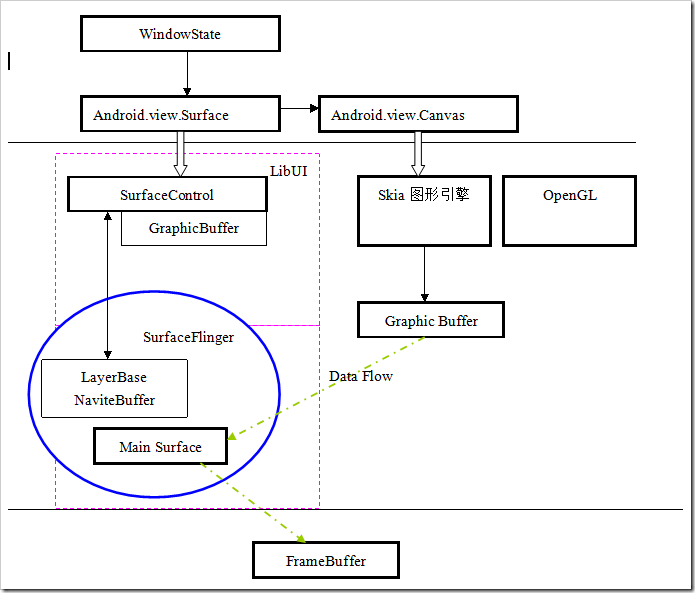 WindowState
Android.view.Surface
Android.view.Canvas
LibUI
SurfaceControl
Skia 图形引擎
OpenGL
GraphicBuffer
Graphic Buffer
SurfaceFlinger
Data Flow
LayerBase
NaviteBuffer
Main Surface
FrameBuffer